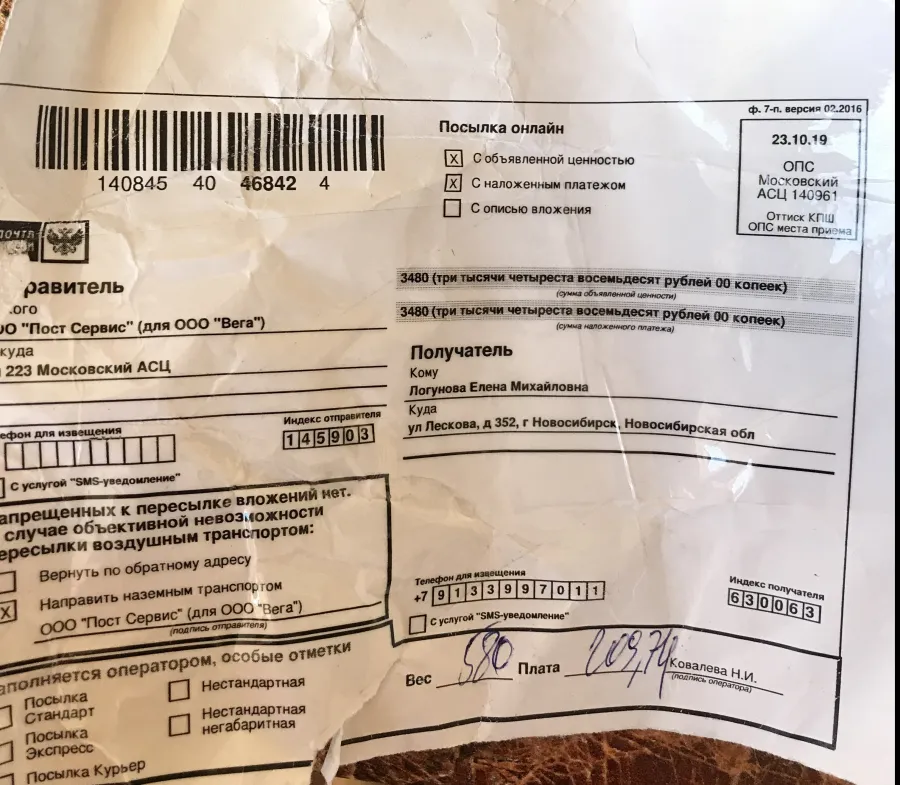 ф. 7-п. версия 02.2016
140845 40 46842 4
Посылка онлайн
X С объявленной ценностью
X С наложенным платежом
С описью вложения
23.10.19
ОПС
Московский
АСЦ 140961
Оттиск КПШ
ОПС места приема
ПОЧТА
равитель
.ого
ОО "Пост Сервис" (для ООО "Вега")
куда
223 Московский АСЦ
ефон для извещения
Индекс отправителя
145903
С услугой "SMS-уведомление"
3480 (три тысячи четыреста восемьдесят рублей 00 копеек)
(сумма объявленной ценности)
3480 (три тысячи четыреста восемьдесят рублей 00 копеек)
(сумма наложенного платежа)
Получатель
Кому
Логунова Елена Михайловна
Куда
ул Лескова, д 352, г Новосибирск, Новосибирская обл
апрещенных к пересылке вложений нет.
случае объективной невозможности
ересылки воздушным транспортом:
Вернуть по обратному адресу
X Направить наземным транспортом
ООО "Пост Сервис" (для ООО "Вега")
(подпись отправителя)
Телефон для извещения
+7 9133997011
С услугой "SMS-уведомление"
Индекс получателя
630063
аполняется оператором, особые отметки
Посылка
Стандарт
Посылка
Экспресс
Посылка Курьер
Нестандартная
Нестандартная
негабаритная
Вес 580 Плата 209,74 Ковалева Н.И.
(подпись оператора)